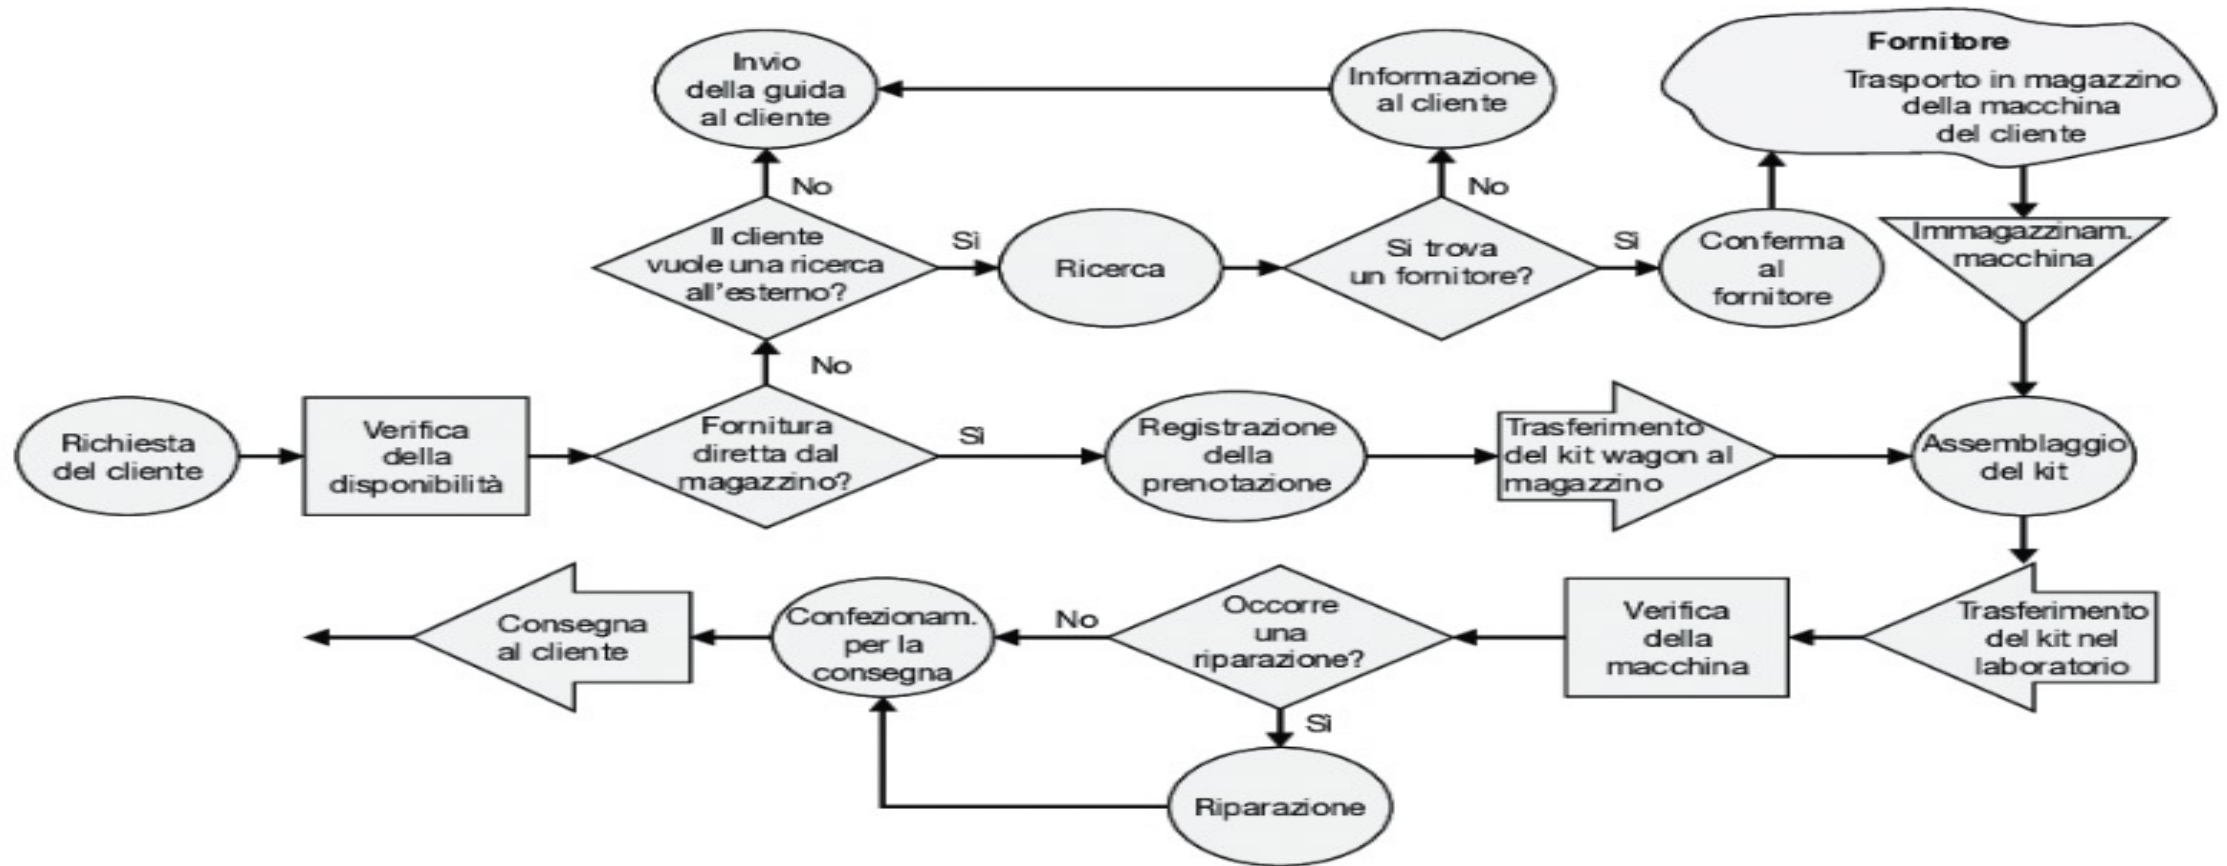 Invio
della guida
al cliente
Informazione
al cliente
Fornitore
Trasporto in magazzino
della macchina
del cliente
No
No
Il cliente
vuole una ricerca
all'esterno?
Sì
Ricerca
Si trova
un fornitore?
Sì
Conferma
al
fornitore
Immagazzinam.
macchina
No
Richiesta
del cliente
Verifica
della
disponibilità
Fornitura
diretta dal
magazzino?
Sì
Registrazione
della
prenotazione
Trasferimento
del kit wagon al
magazzino
Assemblaggio
del kit
Consegna
al cliente
Confezionam.
per la
consegna
No
Occorre
una
riparazione?
Verifica
della
macchina
Trasferimento
del kit nel
laboratorio
Sì
Riparazione